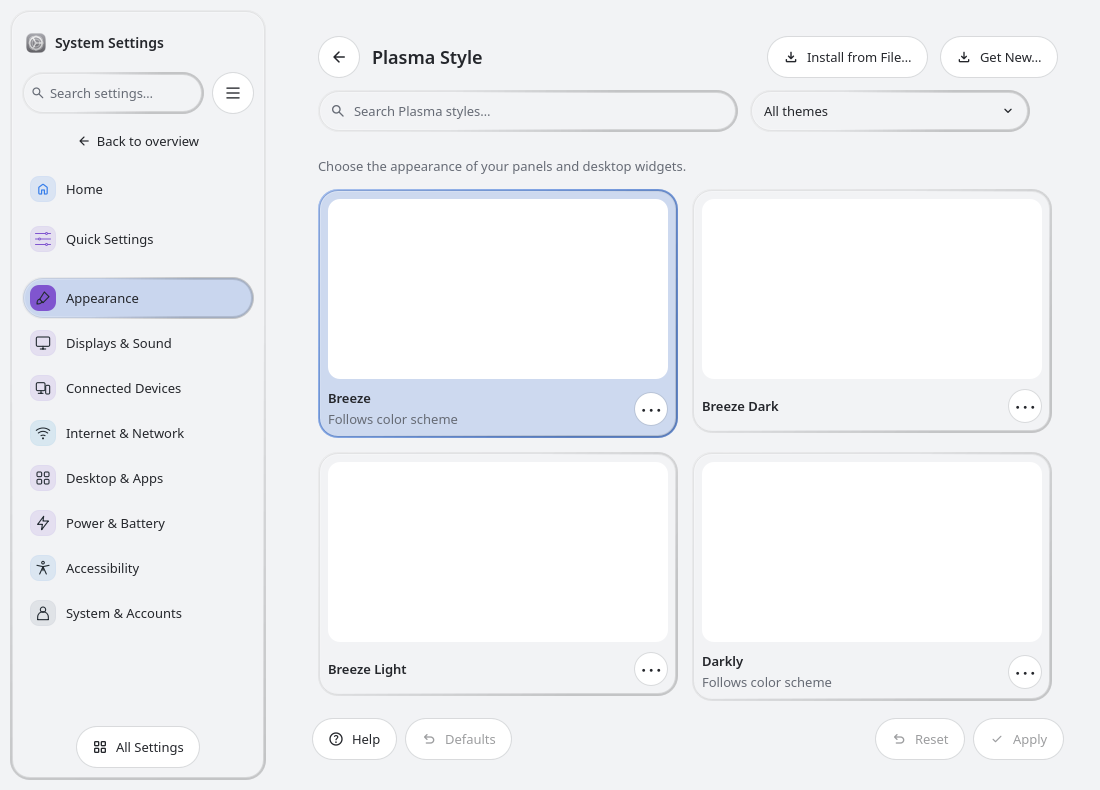 System Settings
Search settings...
Back to overview
Home
Quick Settings
Appearance
Displays & Sound
Connected Devices
Internet & Network
Desktop & Apps
Power & Battery
Accessibility
System & Accounts
All Settings
Plasma Style
Install from File...
Get New...
Search Plasma styles...
All themes
Choose the appearance of your panels and desktop widgets.
Breeze
Follows color scheme
Breeze Dark
Breeze Light
Darkly
Follows color scheme
Help
Defaults
Reset
Apply